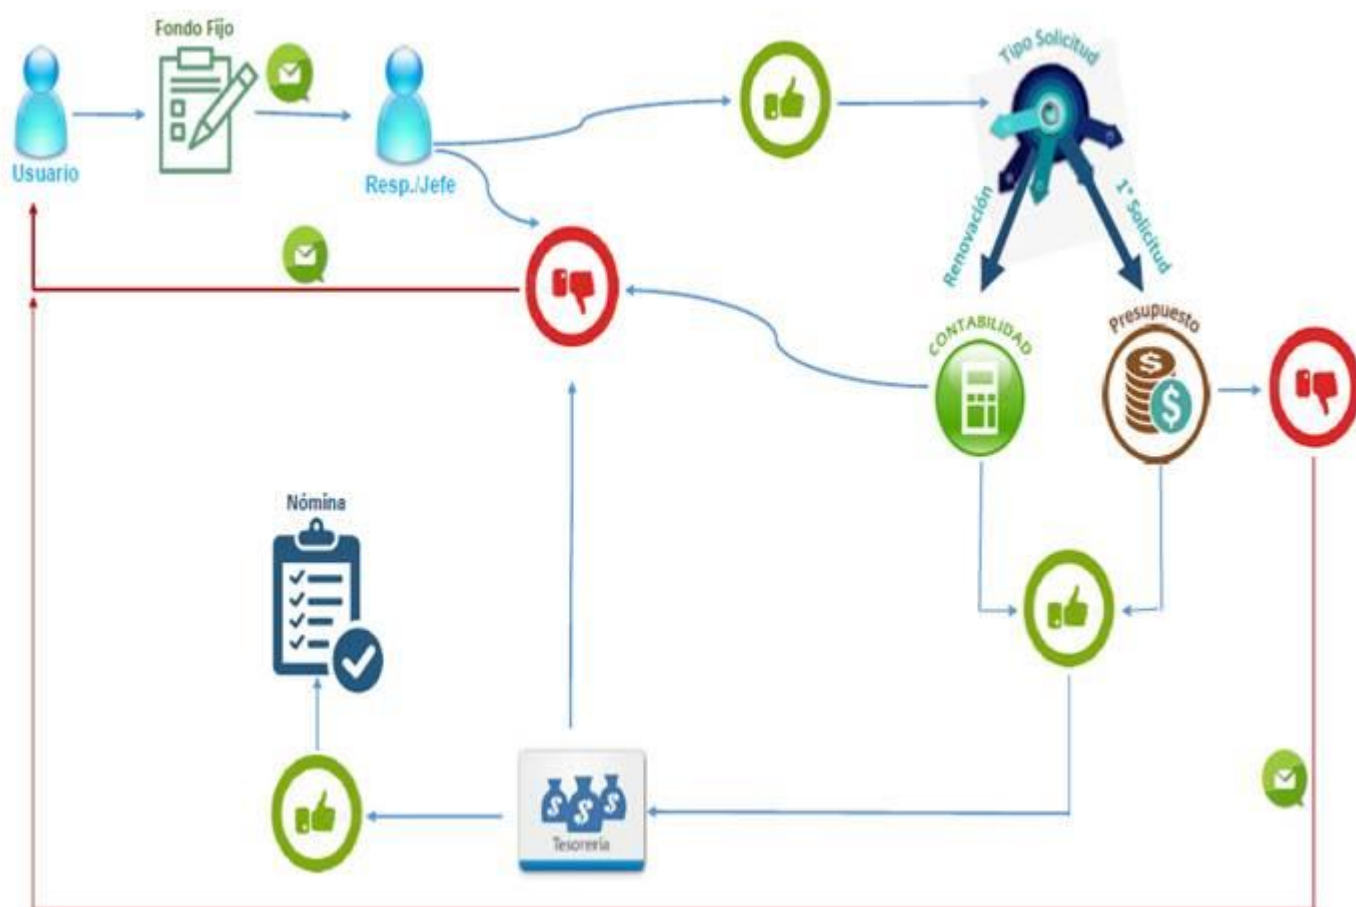 Fondo Fijo
Tipo Solicitud
Usuario
Resp./Jefe
Renovación
1° Solicitud
CONTABILIDAD
Presupuesto
$
$
Nómina
$ $ $
Tesorería